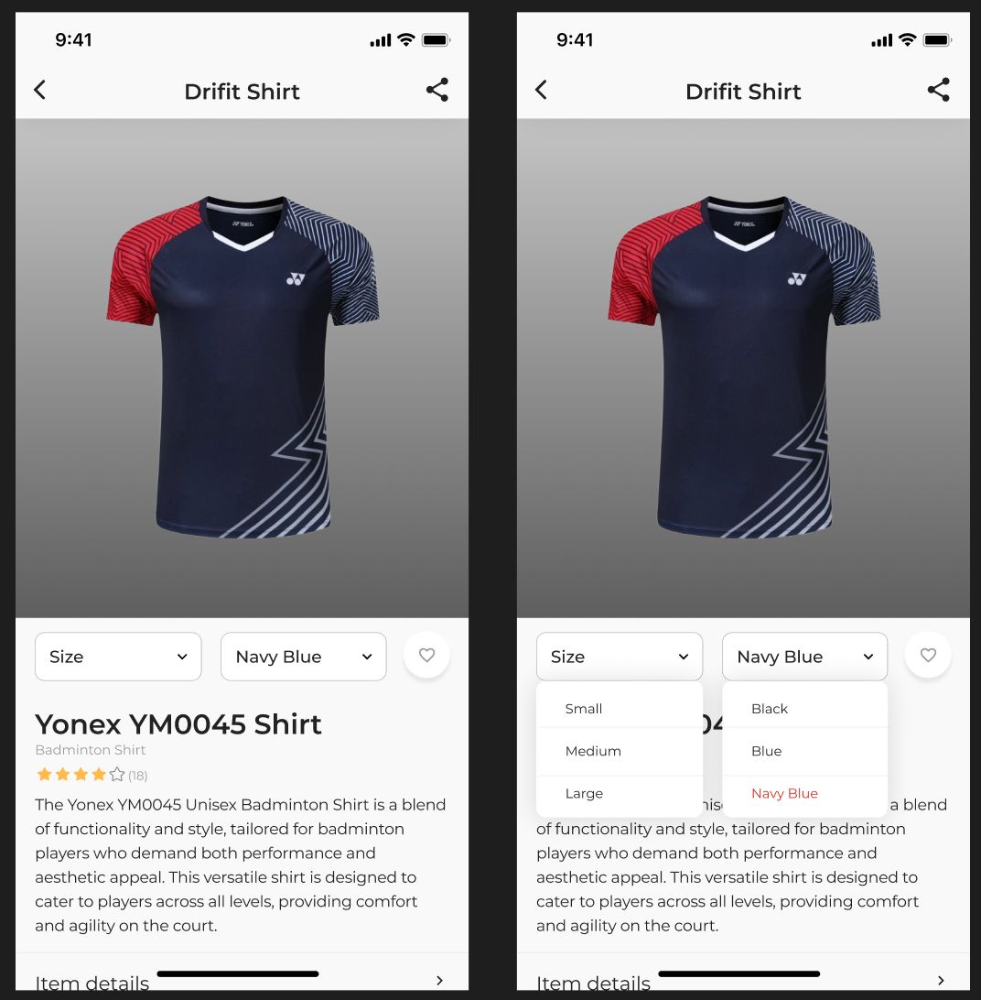 9:41
Drifit Shirt
YONEX
Size
Navy Blue
Yonex YM0045 Shirt
Badminton Shirt
(18)
The Yonex YM0045 Unisex Badminton Shirt is a blend
of functionality and style, tailored for badminton
players who demand both performance and
aesthetic appeal. This versatile shirt is designed to
cater to players across all levels, providing comfort
and agility on the court.
Item details
9:41
Drifit Shirt
YONEX
Size
Navy Blue
Small
Medium
Large
Black
Blue
Navy Blue
04
a blend
of functionality and style, tailored for badminton
players who demand both performance and
aesthetic appeal. This versatile shirt is designed to
cater to players across all levels, providing comfort
and agility on the court.
Item details